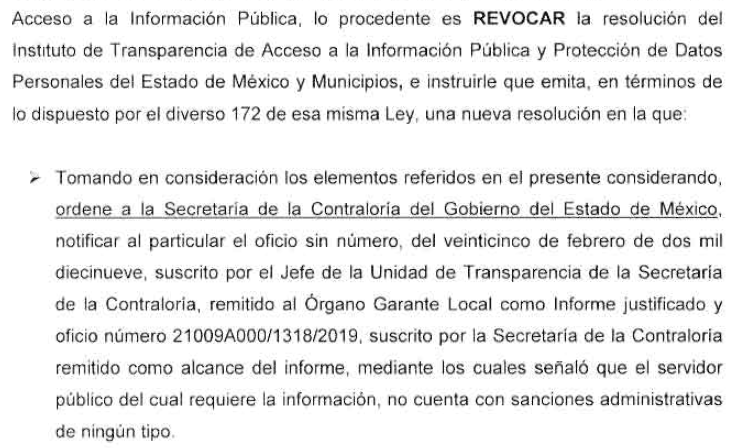 Acceso a la Información Pública, lo procedente es REVOCAR la resolución del
Instituto de Transparencia de Acceso a la Información Pública y Protección de Datos
Personales del Estado de México y Municipios, e instruirle que emita, en términos de
lo dispuesto por el diverso 172 de esa misma Ley, una nueva resolución en la que:
➢ Tomando en consideración los elementos referidos en el presente considerando,
ordene a la Secretaría de la Contraloría del Gobierno del Estado de México,
notificar al particular el oficio sin número, del veinticinco de febrero de dos mil
diecinueve, suscrito por el Jefe de la Unidad de Transparencia de la Secretaría
de la Contraloría, remitido al Órgano Garante Local como Informe justificado y
oficio número 21009A000/1318/2019, suscrito por la Secretaría de la Contraloría
remitido como alcance del informe, mediante los cuales señaló que el servidor
público del cual requiere la información, no cuenta con sanciones administrativas
de ningún tipo.